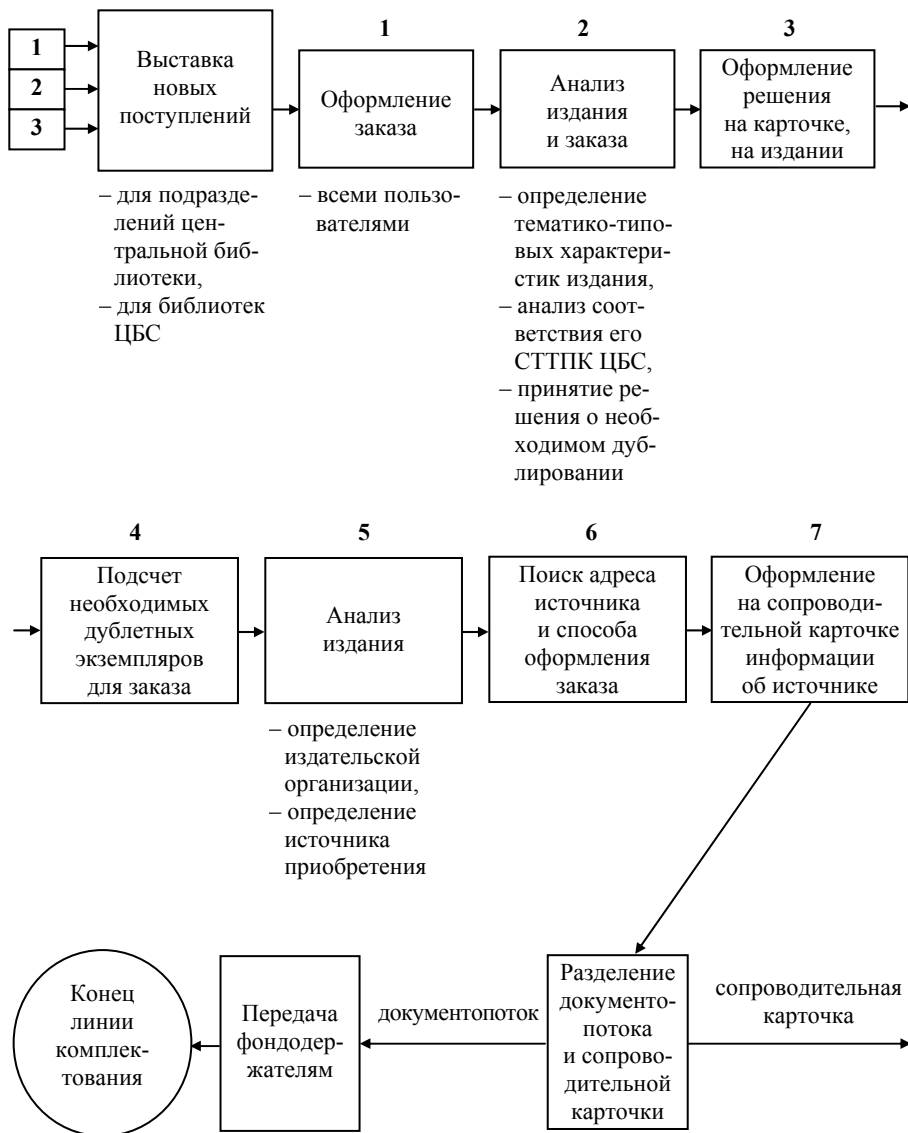 1
2
3
Выставка
новых
поступлений
– для подразде-
лений цен-
тральной биб-
лиотеки,
– для библиотек
ЦБС
1
Оформление
заказа
– всеми пользо-
вателями
2
Анализ
издания
и заказа
– определение
тематико-типо-
вых характери-
стик издания,
– анализ соот-
ветствия его
СТТПК ЦБС,
– принятие ре-
шения о необ-
ходимом дуб-
лировании
3
Оформление
решения
на карточке,
на издании
4
Подсчет
необходимых
дублетных
экземпляров
для заказа
5
Анализ
издания
– определение
издательской
организации,
– определение
источника
приобретения
6
Поиск адреса
источника
и способа
оформления
заказа
7
Оформление
на сопроводи-
тельной карточке
информации
об источнике
Разделение
документо-
потока
и сопрово-
дительной
карточки
сопроводительная
карточка
документопоток
Передача
фондодер-
жателям
Конец
линии
комплек-
тования